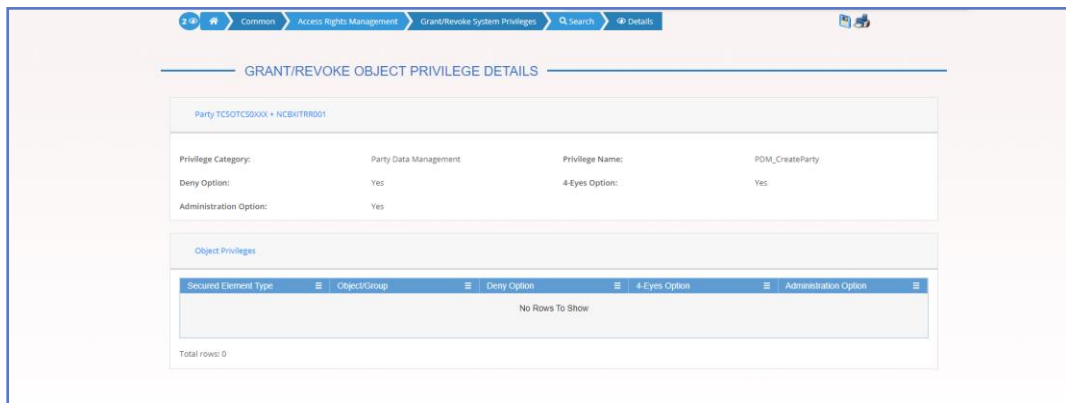 2 Common Access Rights Management Grant/Revoke System Privileges Search Details
GRANT/REVOKE OBJECT PRIVILEGE DETAILS
Party TCSOTCS0XXX + NCBXITRR001
Privilege Category: Party Data Management Privilege Name: PDM_CreateParty
Deny Option: Yes 4-Eyes Option: Yes
Administration Option: Yes
Object Privileges
Secured Element Type Object/Group Deny Option 4-Eyes Option Administration Option
No Rows To Show
Total rows: 0